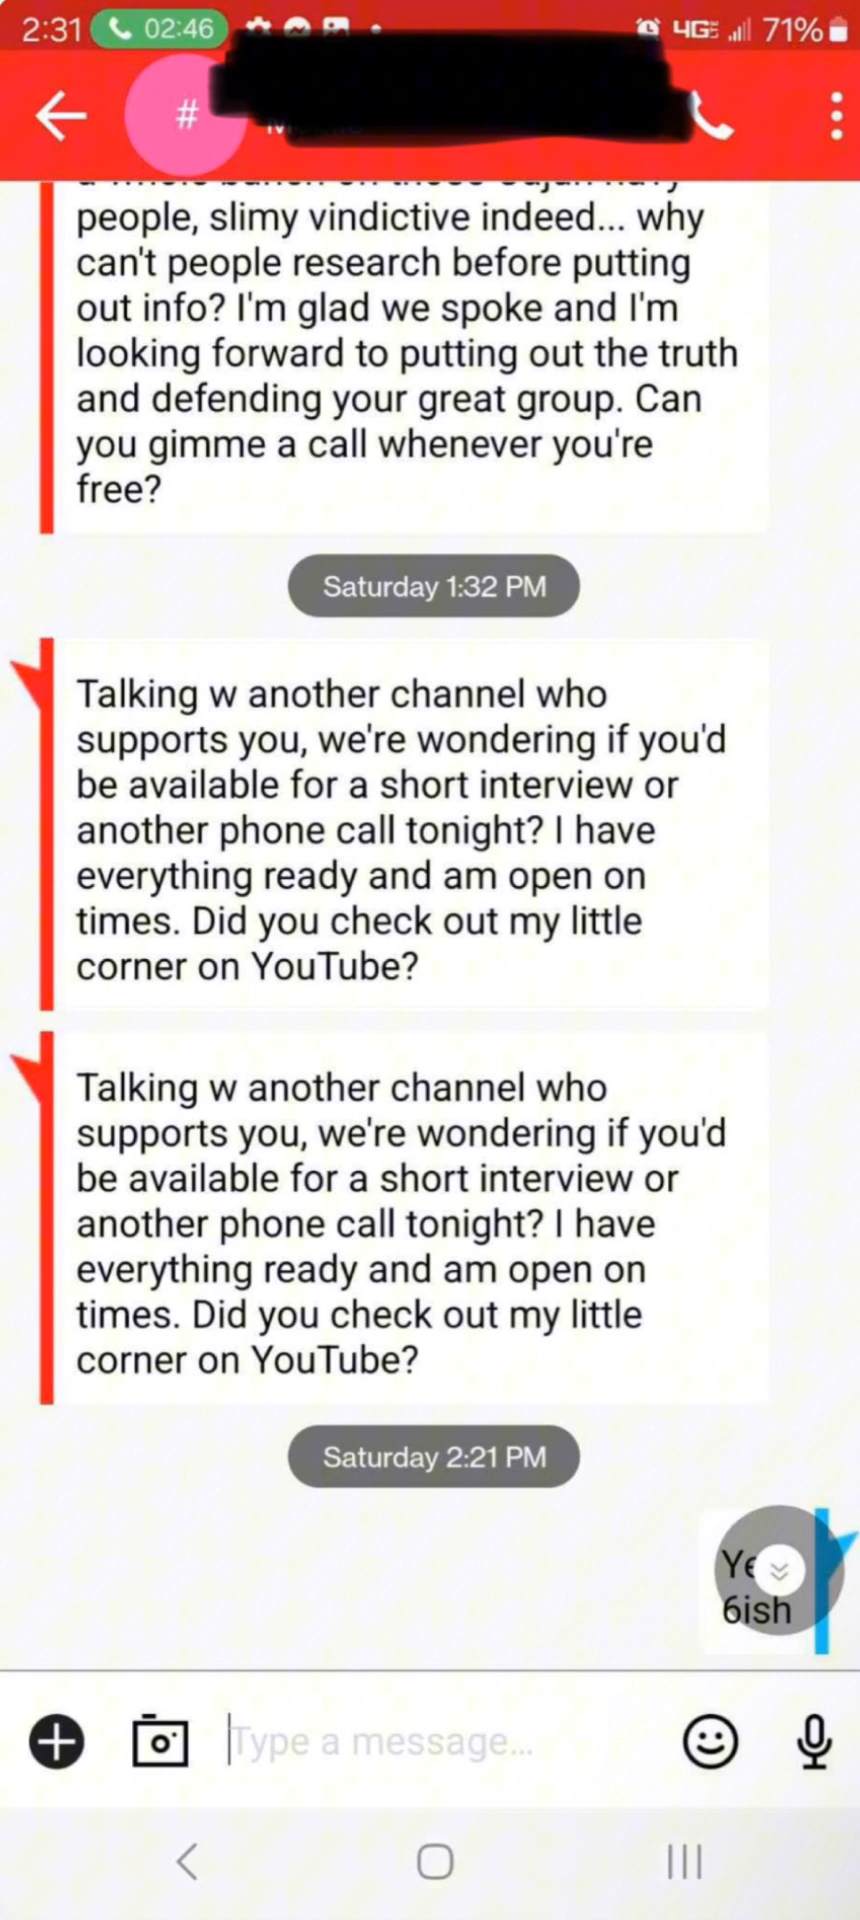 2:31 02:46 4GE 71%
#
people, slimy vindictive indeed... why
can't people research before putting
out info? I'm glad we spoke and I'm
looking forward to putting out the truth
and defending your great group. Can
you gimme a call whenever you're
free?
Saturday 1:32 PM
Talking w another channel who
supports you, we're wondering if you'd
be available for a short interview or
another phone call tonight? I have
everything ready and am open on
times. Did you check out my little
corner on YouTube?
Talking w another channel who
supports you, we're wondering if you'd
be available for a short interview or
another phone call tonight? I have
everything ready and am open on
times. Did you check out my little
corner on YouTube?
Saturday 2:21 PM
6ish
Type a message...